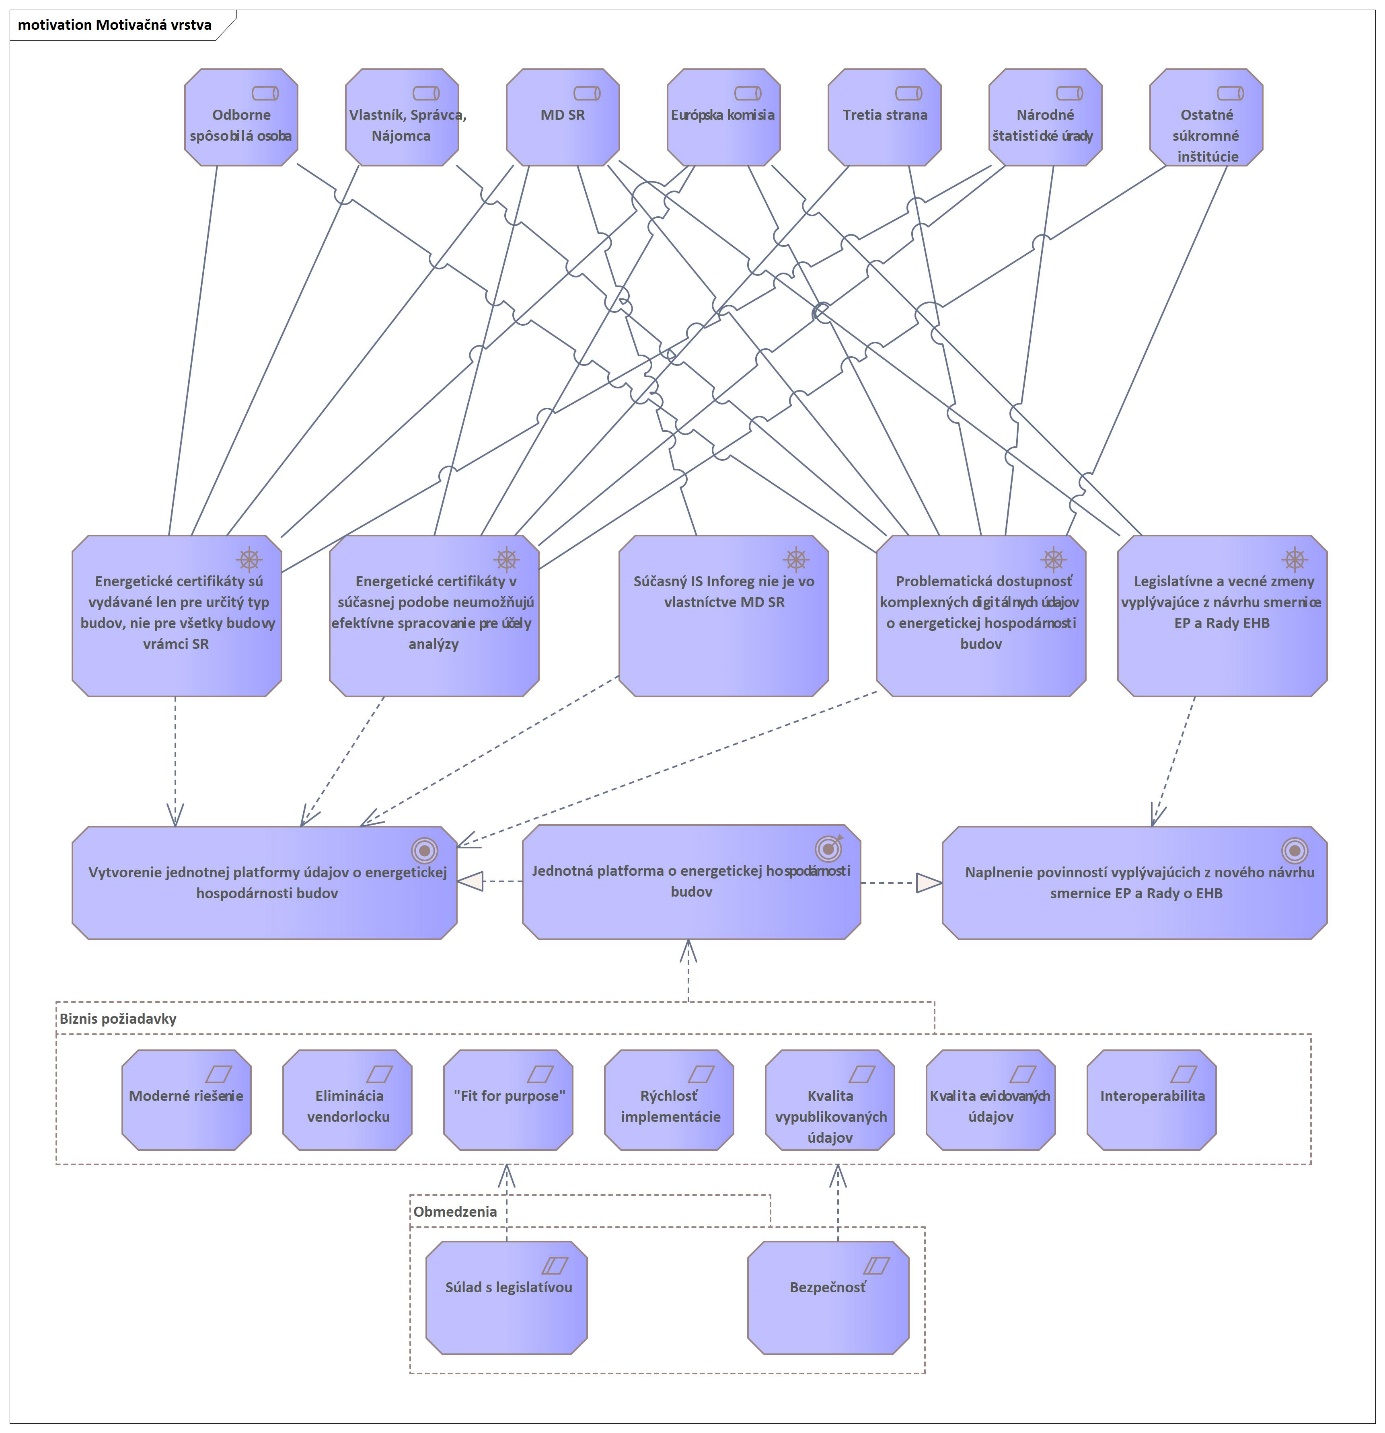 motivation Motivačná vrstva
Odborne
spôsobilá osoba
Vlastník, Správca,
Nájomca
MD SR
Európska komisia
Tretia strana
Národné
štatistické úrady
Ostatné
súkromné
inštitúcie
Energetické certifikáty sú
vydávané len pre určitý typ
budov, nie pre všetky budovy
vrámci SR
Energetické certifikáty v
súčasnej podobe neumožňujú
efektívne spracovanie pre účely
analýzy
Súčasný IS Inforeg nie je vo
vlastníctve MD SR
Problematická dostupnosť
komplexných digitálnych údajov
o energetickej hospodárnosti
budov
Legislatívne a vecné zmeny
vyplývajúce z návrhu smernice
EP a Rady EHB
Vytvorenie jednotnej platformy údajov o energetickej
hospodárnosti budov
Jednotná platforma o energetickej hospodárnosti
budov
Naplnenie povinností vyplývajúcich z nového návrhu
smernice EP a Rady o EHB
Biznis požiadavky
Moderné riešenie
Eliminácia
vendorlocku
"Fit for purpose"
Rýchlosť
implementácie
Kvalita
vypublikovaných
údajov
Kvalita evidovaných
údajov
Interoperabilita
Obmedzenia
Súlad s legislatívou
Bezpečnosť